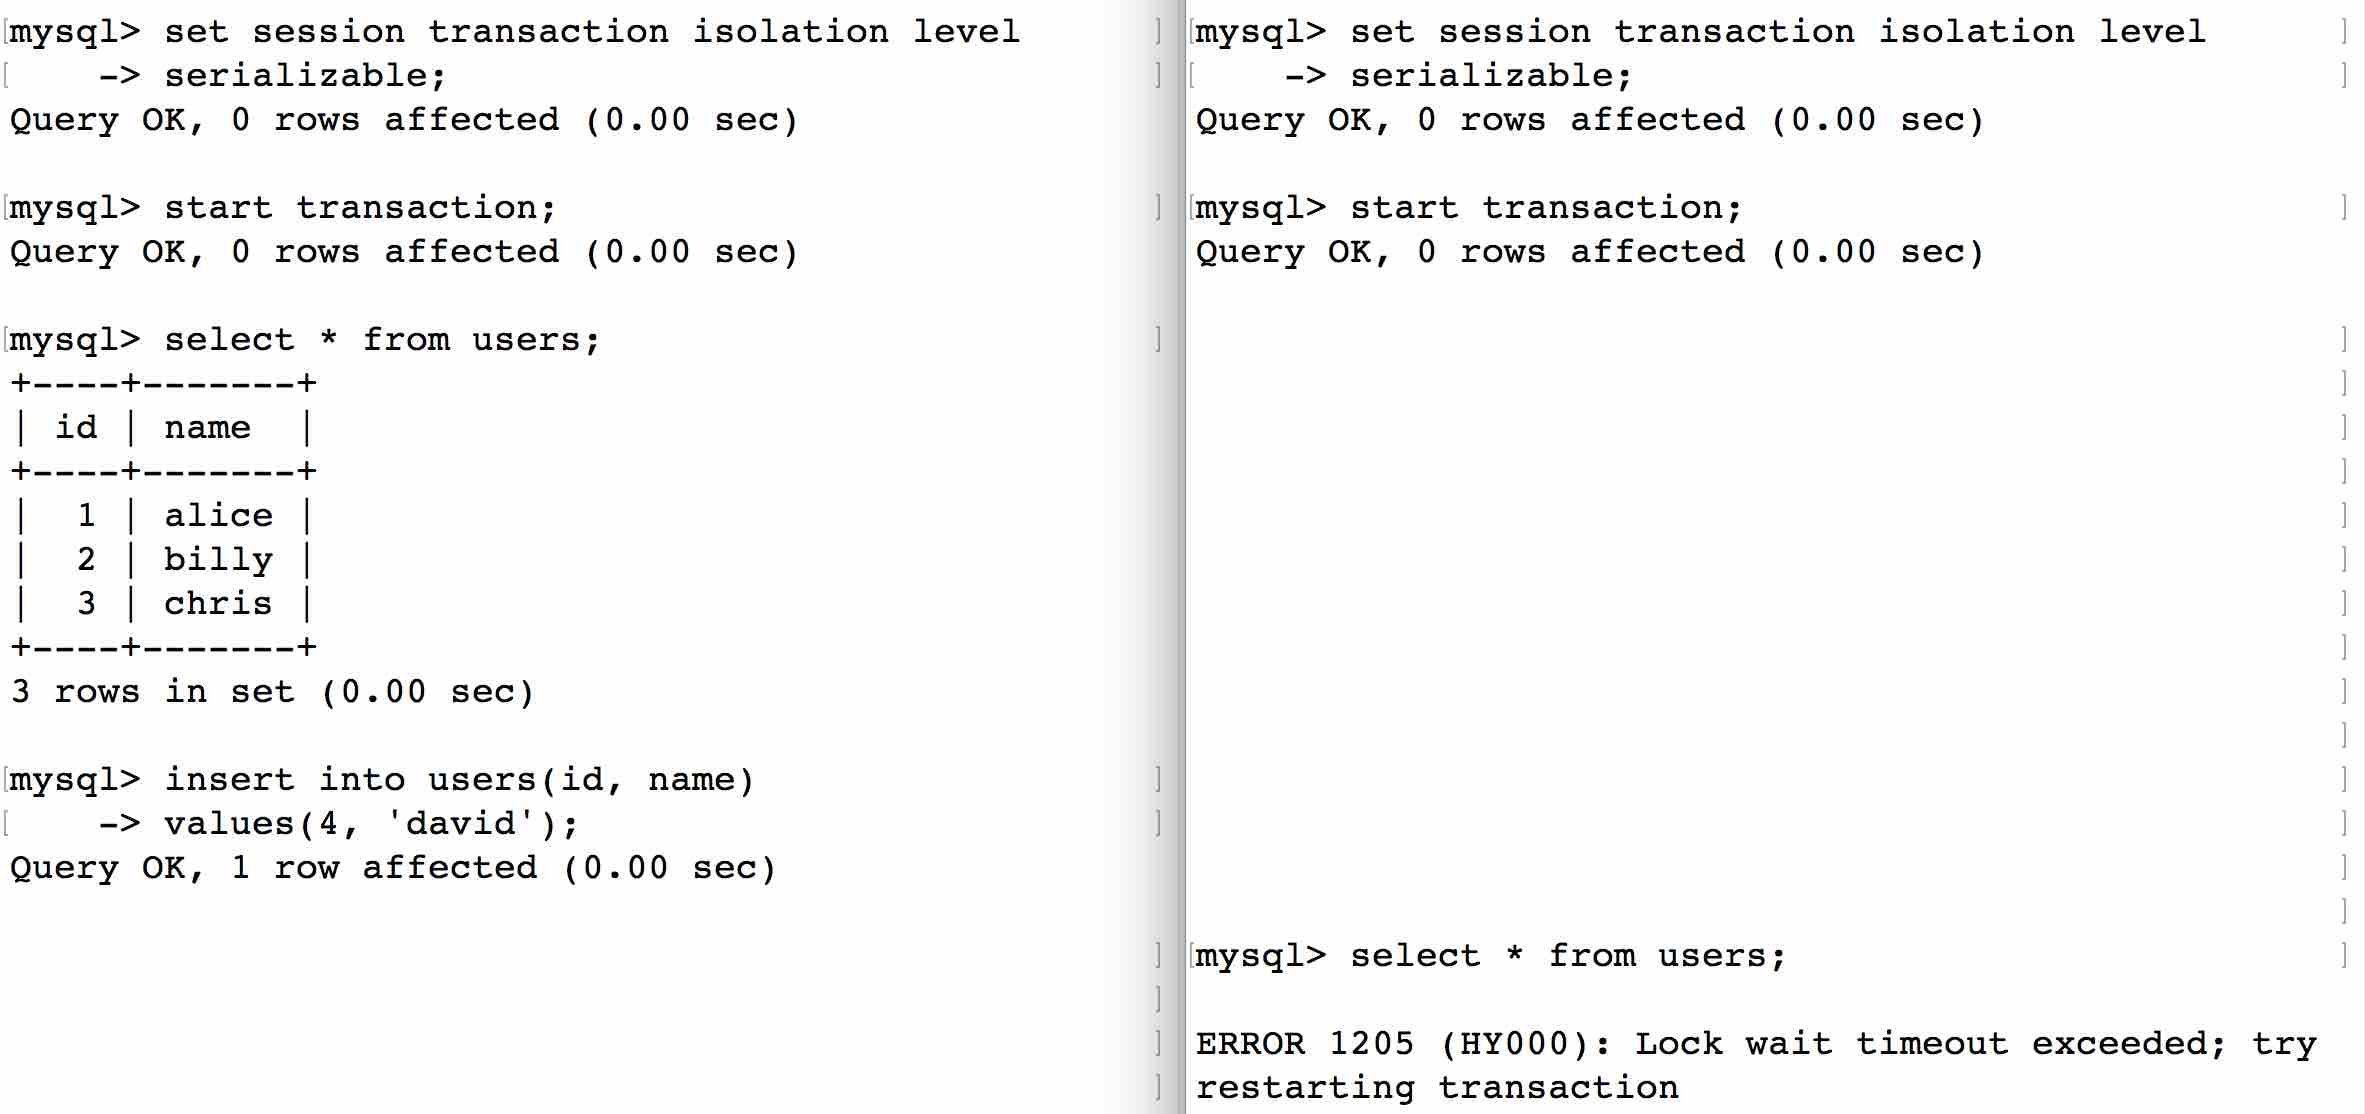 mysql> set session transaction isolation level
    -> serializable;
Query OK, 0 rows affected (0.00 sec)

mysql> start transaction;
Query OK, 0 rows affected (0.00 sec)

mysql> select * from users;
+----+-------+
| id | name  |
+----+-------+
|  1 | alice |
|  2 | billy |
|  3 | chris |
+----+-------+
3 rows in set (0.00 sec)

mysql> insert into users(id, name)
    -> values(4, 'david');
Query OK, 1 row affected (0.00 sec)

mysql> set session transaction isolation level
    -> serializable;
Query OK, 0 rows affected (0.00 sec)

mysql> start transaction;
Query OK, 0 rows affected (0.00 sec)

mysql> select * from users;

ERROR 1205 (HY000): Lock wait timeout exceeded; try
restarting transaction